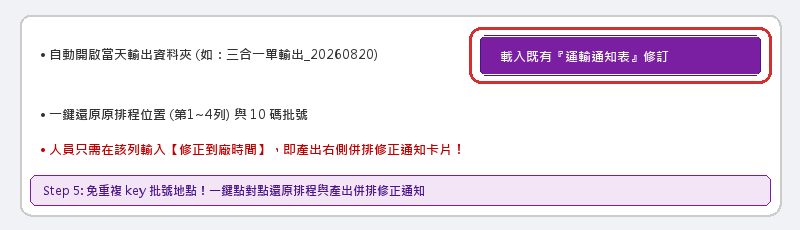 • 自動開啟當天輸出資料夾 (如：三合一單輸出_20260820)
載入既有『運輸通知表』修訂
• 一鍵還原原排程位置 (第1~4列) 與 10 碼批號
• 人員只需在該列輸入【修正到廠時間】，即產出右側併排修正通知卡片！
Step 5: 免重複 key 批號地點！一鍵點對點還原排程與產出併排修正通知